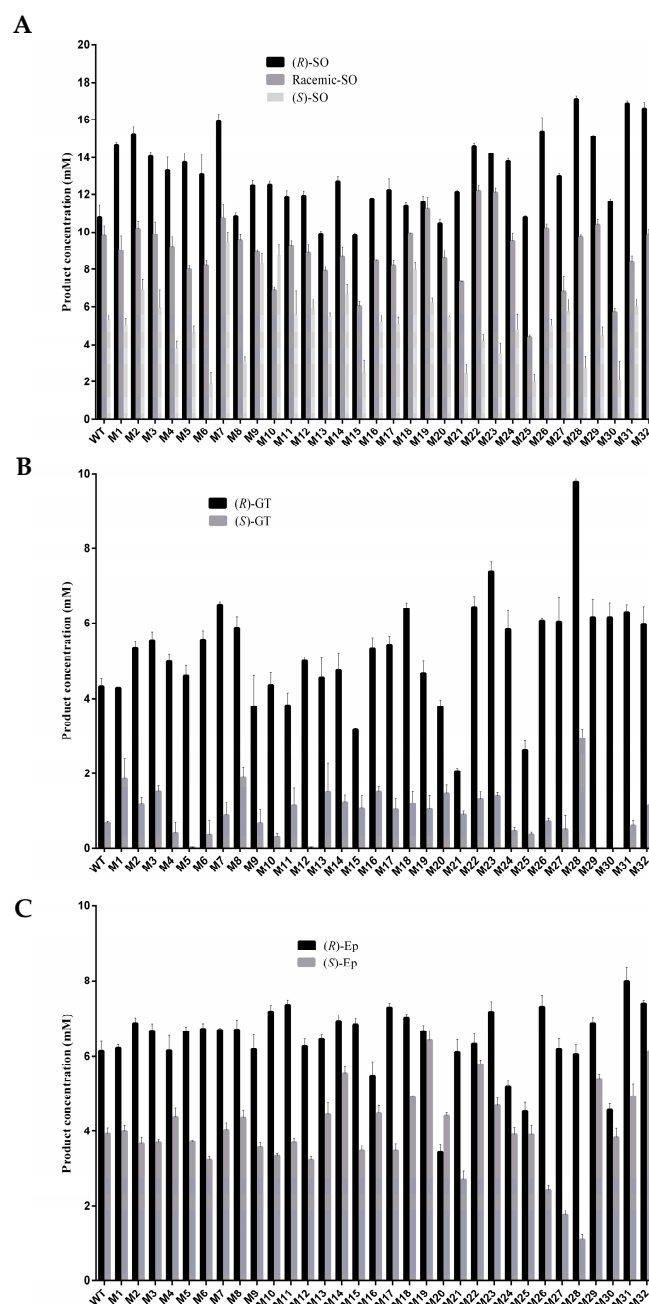 A
20
18
16
14
12
10
8
6
4
2
0
Product concentration (mM)
(R)-SO
Racemic-SO
(S)-SO
WT M1 M2 M3 M4 M5 M6 M7 M8 M9 M10 M11 M12 M13 M14 M15 M16 M17 M18 M19 M20 M21 M22 M23 M24 M25 M26 M27 M28 M29 M30 M31 M32
B
10
8
6
4
2
0
Product concentration (mM)
(R)-GT
(S)-GT
WT M1 M2 M3 M4 M5 M6 M7 M8 M9 M10 M11 M12 M13 M14 M15 M16 M17 M18 M19 M20 M21 M22 M23 M24 M25 M26 M27 M28 M29 M30 M31 M32
C
10
8
6
4
2
0
Product concentration (mM)
(R)-Ep
(S)-Ep
WT M1 M2 M3 M4 M5 M6 M7 M8 M9 M10 M11 M12 M13 M14 M15 M16 M17 M18 M19 M20 M21 M22 M23 M24 M25 M26 M27 M28 M29 M30 M31 M32